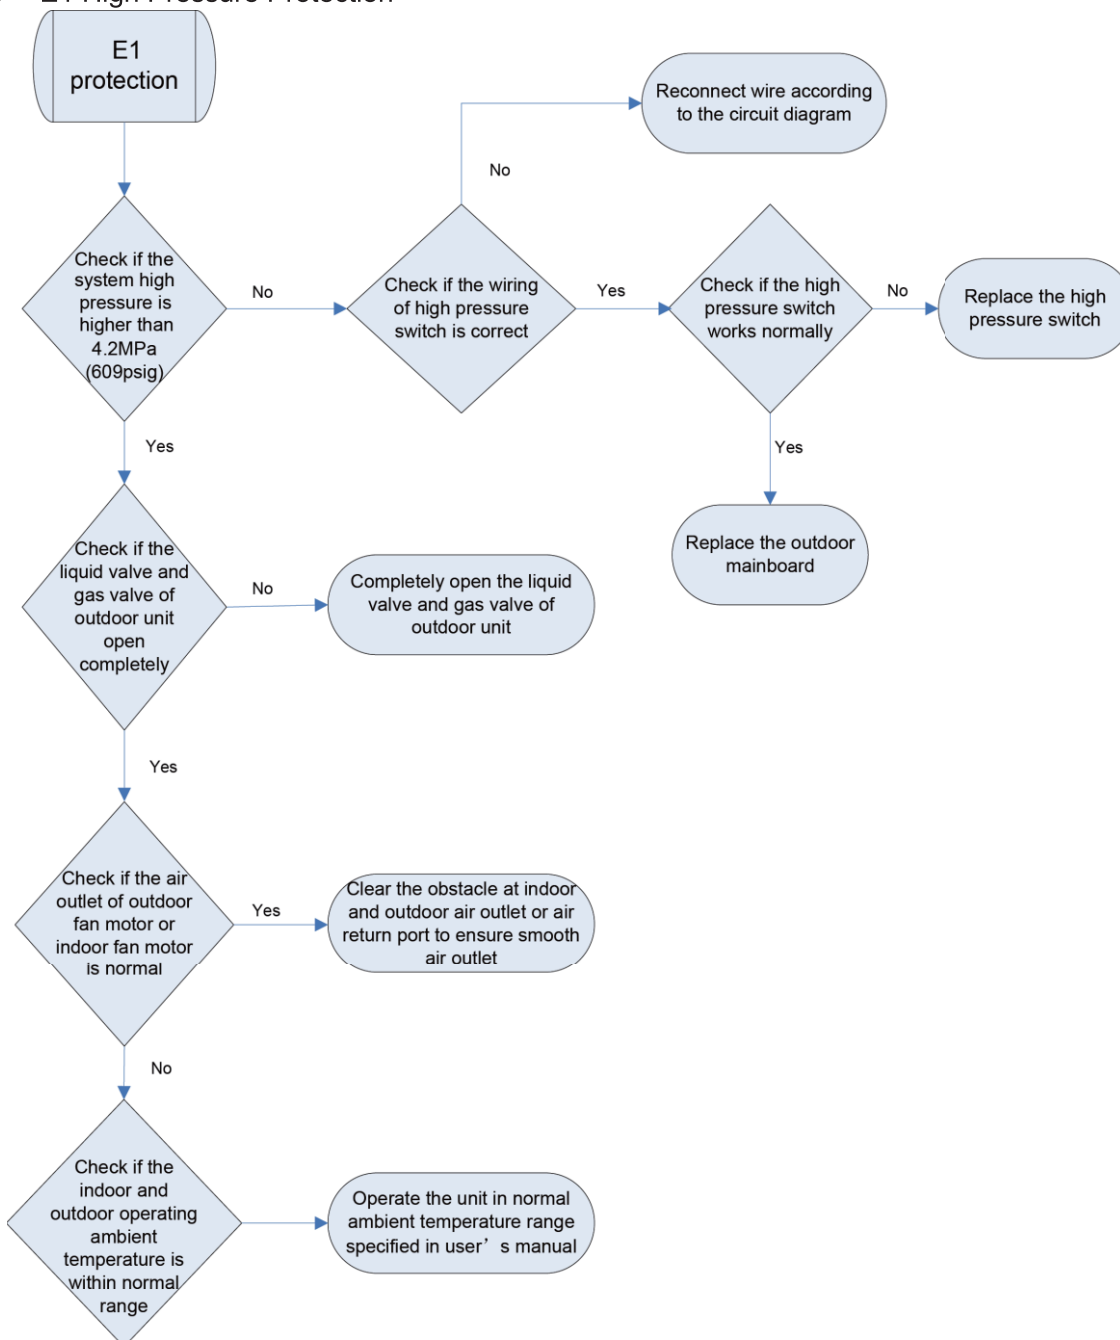 E1 High Pressure Protection
E1
protection
Reconnect wire according
to the circuit diagram
No
Check if the
system high
pressure is
higher than
4.2MPa
(609psig)
No
Check if the wiring
of high pressure
switch is correct
Yes
Check if the high
pressure switch
works normally
No
Replace the high
pressure switch
Yes
Yes
Replace the outdoor
mainboard
Check if the
liquid valve and
gas valve of
outdoor unit
open
completely
No
Completely open the liquid
valve and gas valve of
outdoor unit
Yes
Check if the air
outlet of outdoor
fan motor or
indoor fan motor
is normal
Yes
Clear the obstacle at indoor
and outdoor air outlet or air
return port to ensure smooth
air outlet
No
Check if the
indoor and
outdoor operating
ambient
temperature is
within normal
range
Operate the unit in normal
ambient temperature range
specified in user’ s manual